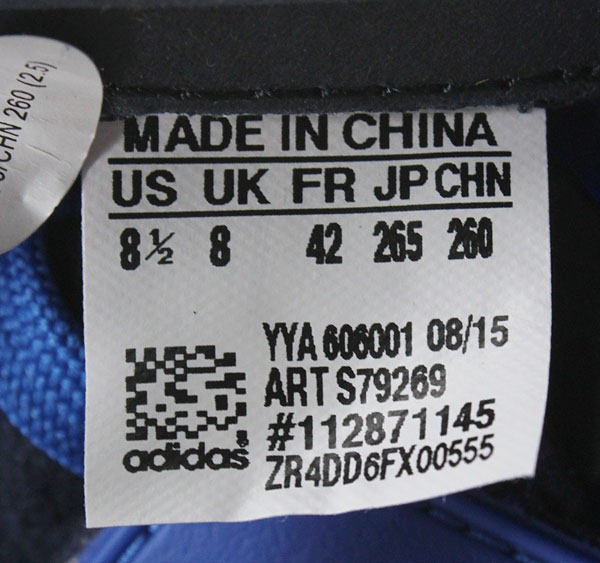 /CHN 260 (2.5)
MADE IN CHINA
US UK FR JP CHN
8½ 8 42 265 260
YYA 606001 08/15
ART S79269
#112871145
adidas® ZR4DD6FX00555